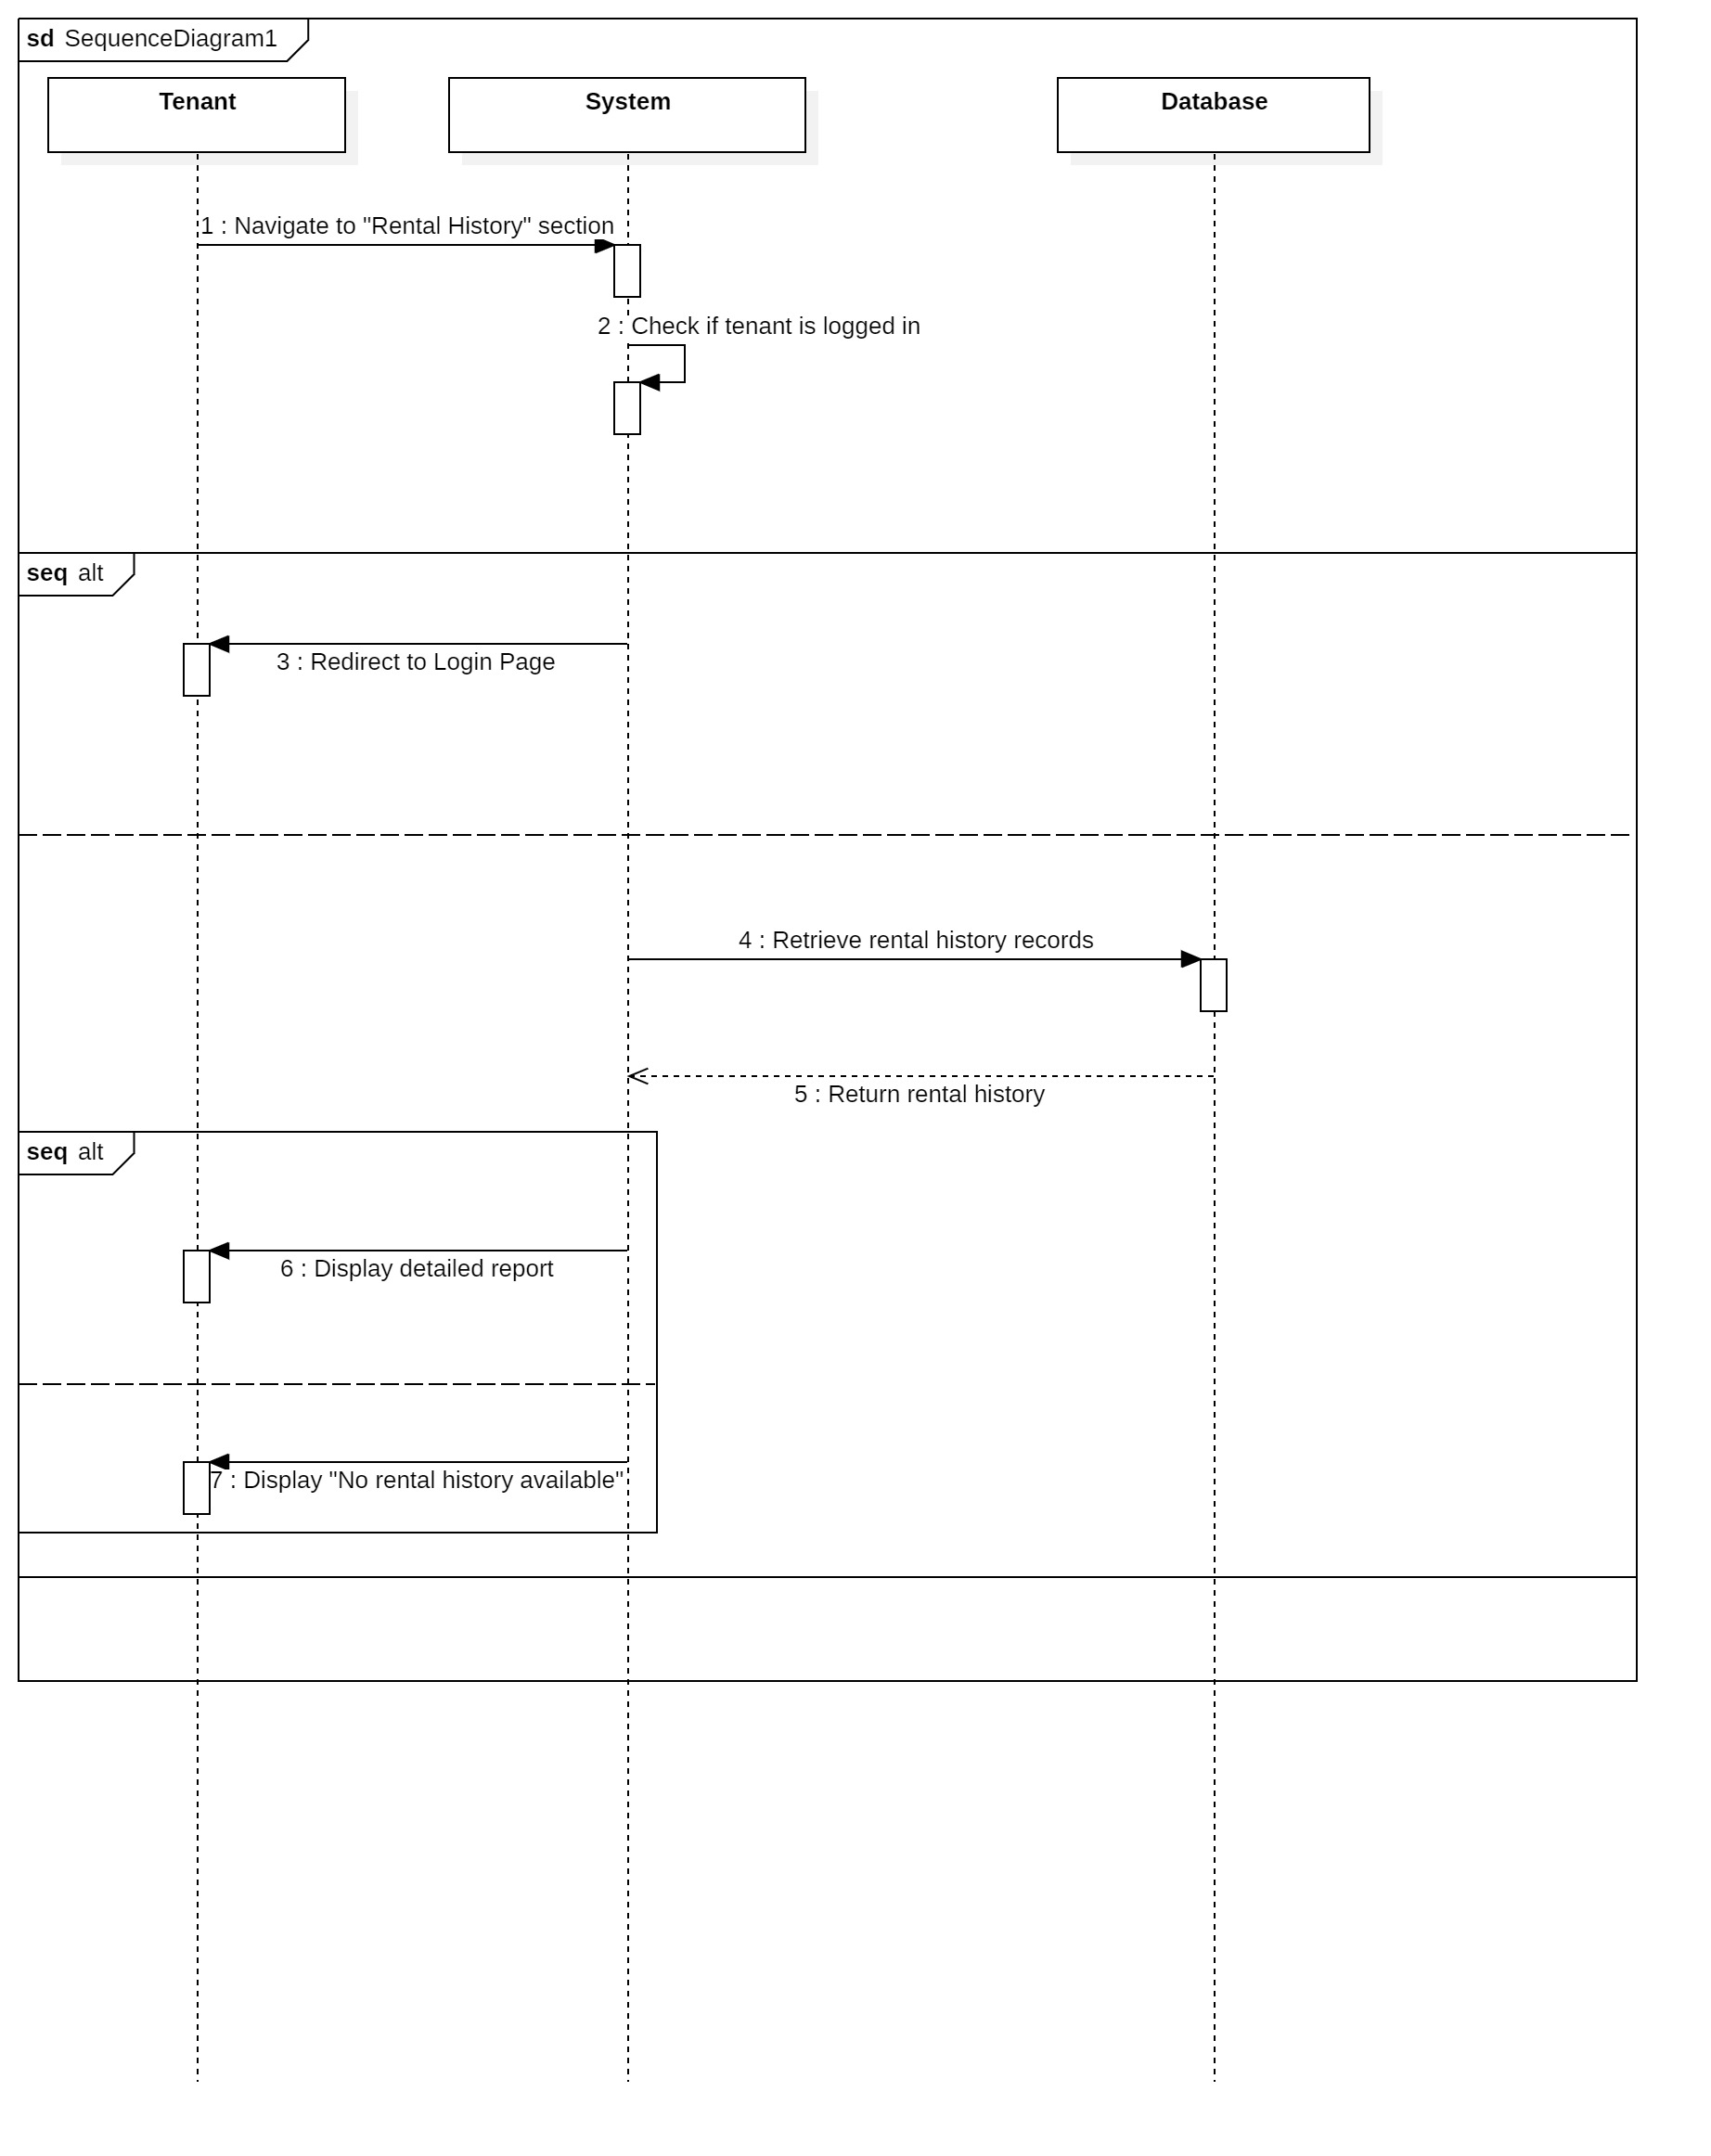 sd SequenceDiagram1
Tenant
System
Database
1 : Navigate to "Rental History" section
2 : Check if tenant is logged in
seq alt
3 : Redirect to Login Page
4 : Retrieve rental history records
5 : Return rental history
seq alt
6 : Display detailed report
7 : Display "No rental history available"